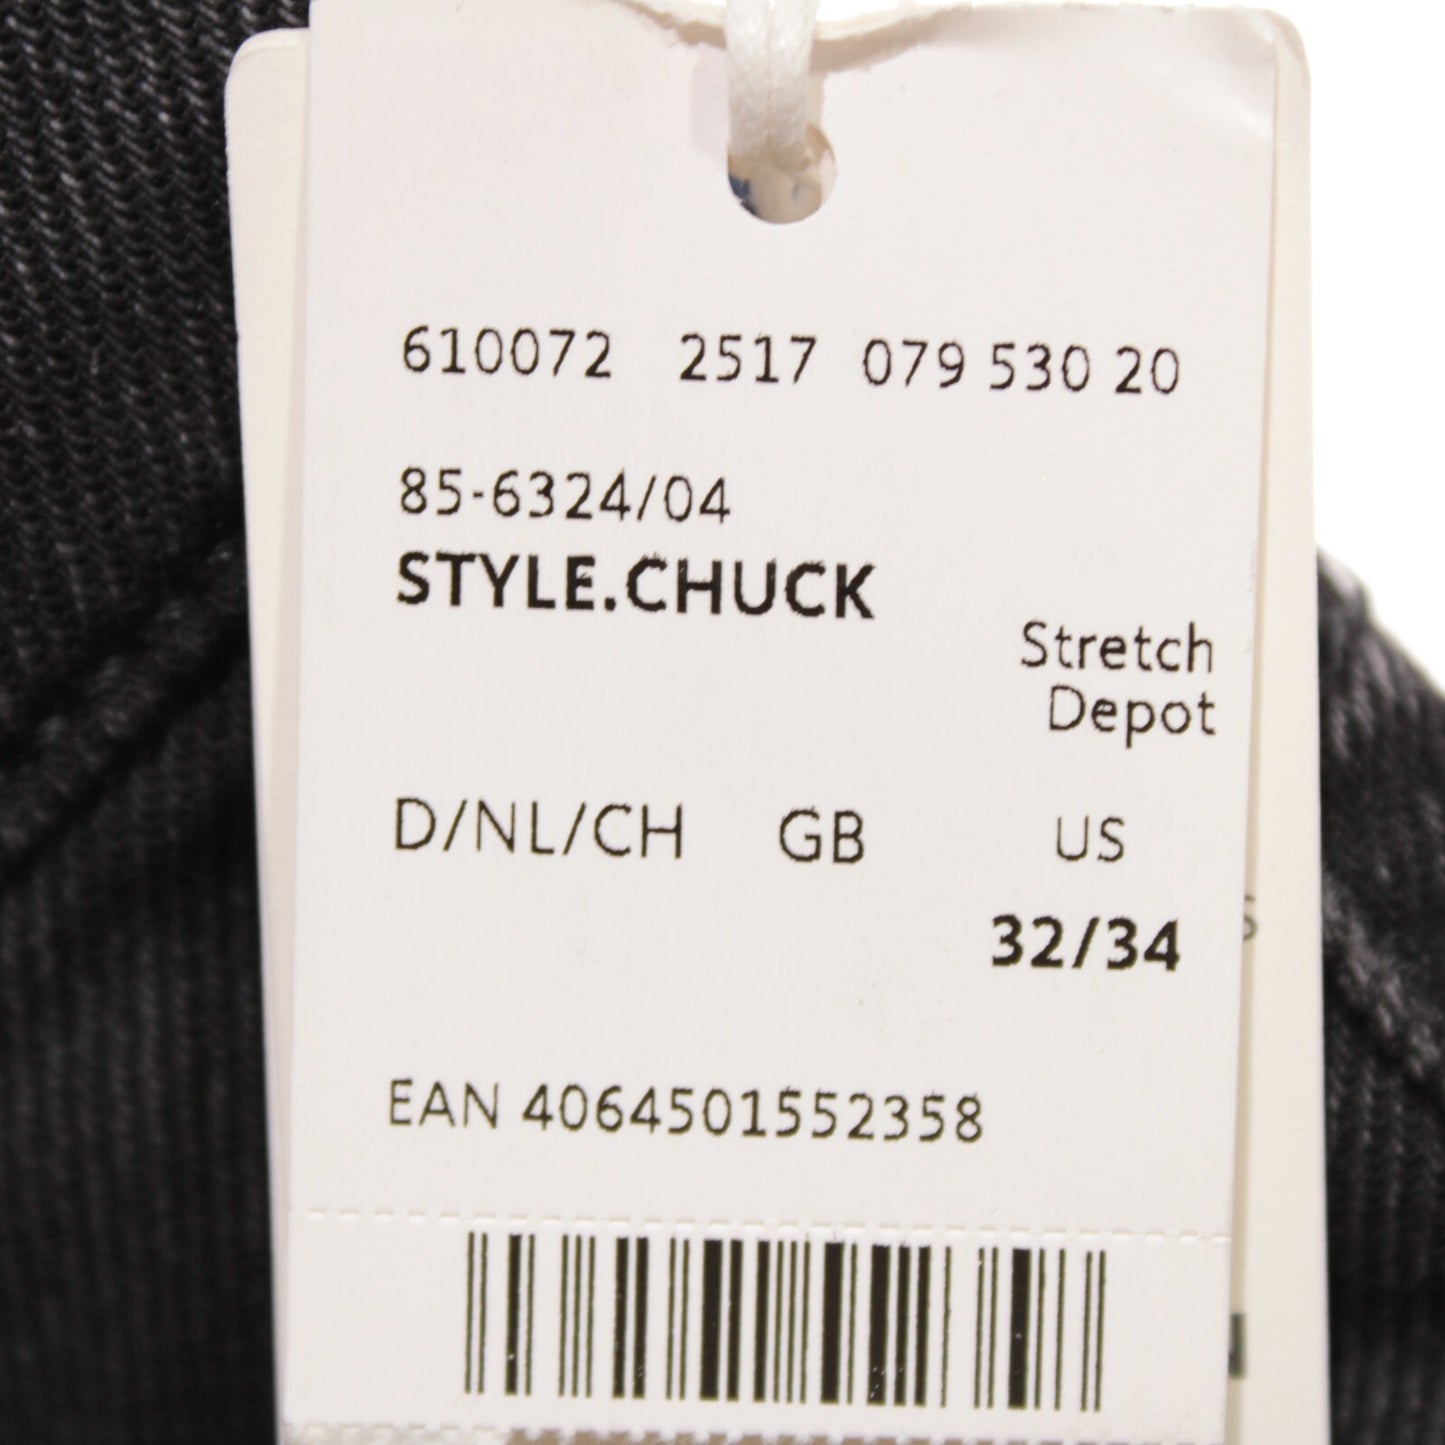 610072 2517 079 530 20
85-6324/04
STYLE.CHUCK
Stretch
Depot
D/NL/CH GB US
32/34
EAN 4064501552358